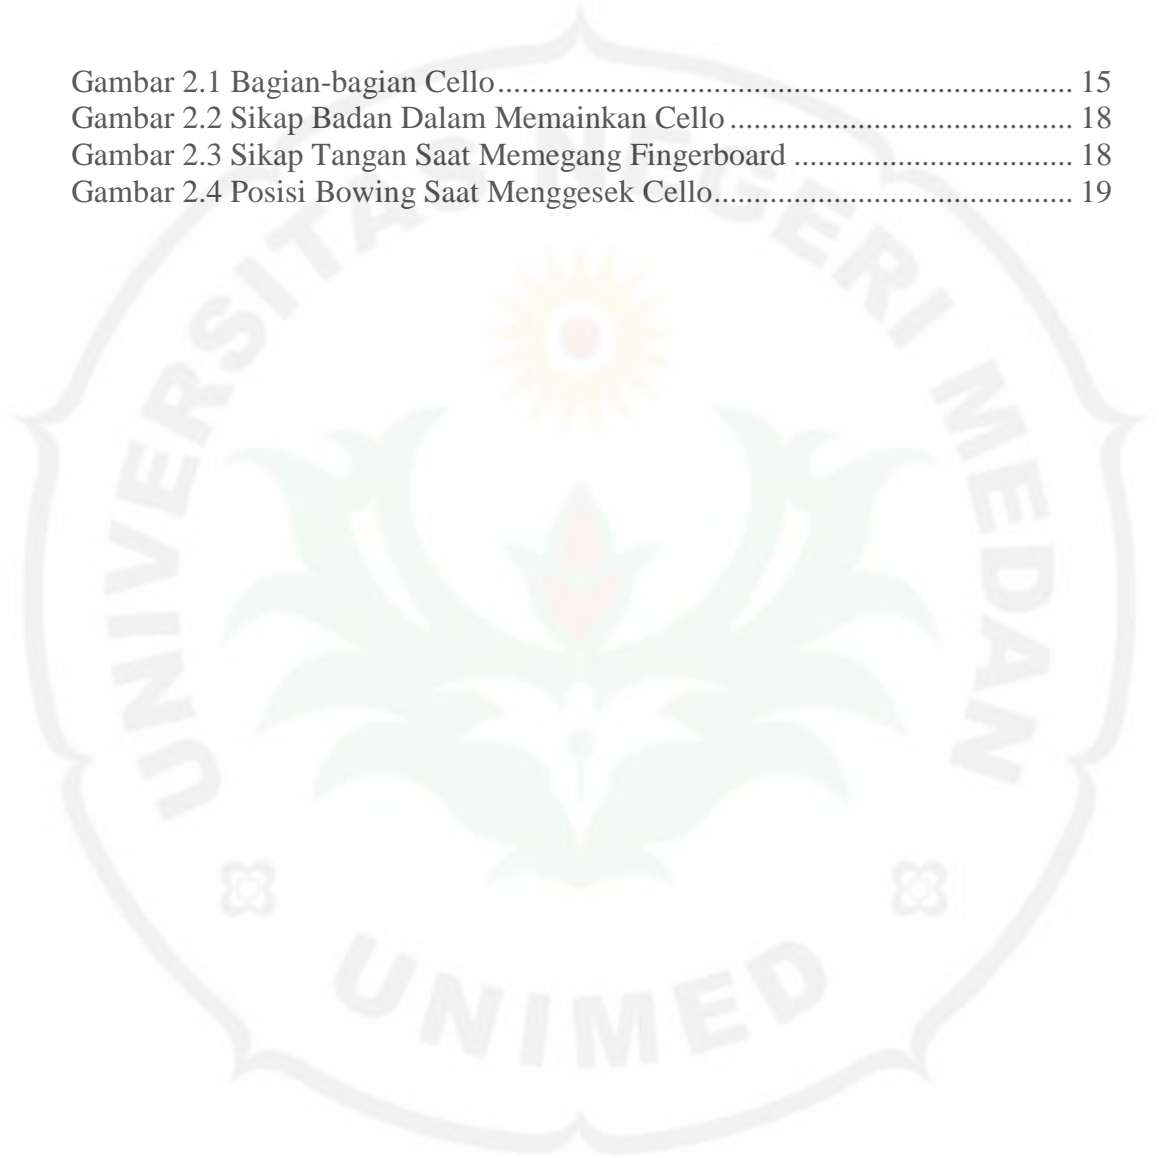 Gambar 2.1 Bagian-bagian Cello........................................................................ 15
Gambar 2.2 Sikap Badan Dalam Memainkan Cello ........................................... 18
Gambar 2.3 Sikap Tangan Saat Memegang Fingerboard ................................... 18
Gambar 2.4 Posisi Bowing Saat Menggesek Cello............................................. 19
UNIVERSITAS NEGERI MEDAN
UNIMED